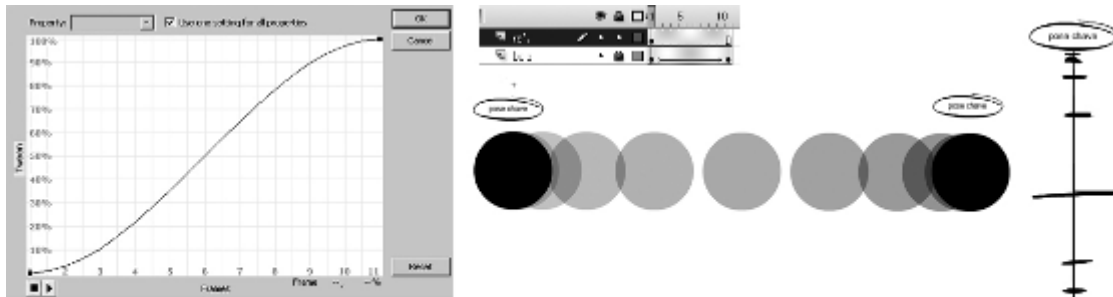 Property:
Use one setting for all properties
OK
Cancel
Reset
100%
90%
80%
70%
60%
50%
40%
30%
20%
10%
Tween
2 3 4 5 6 7 8 9 10 11
Frames
Frame
--%
5 10
pose chave
pose chave
pose chave